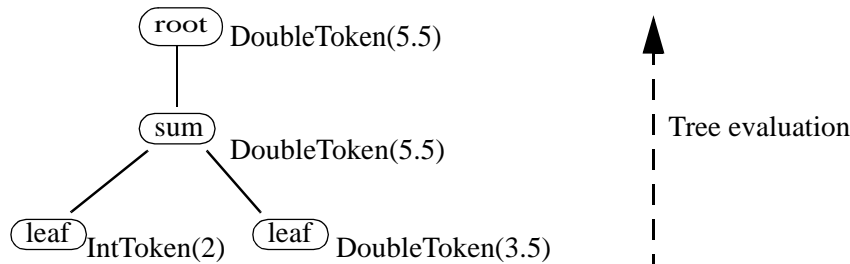 root DoubleToken(5.5)
sum Tree evaluation
DoubleToken(5.5)
leaf IntToken(2) leaf DoubleToken(3.5)